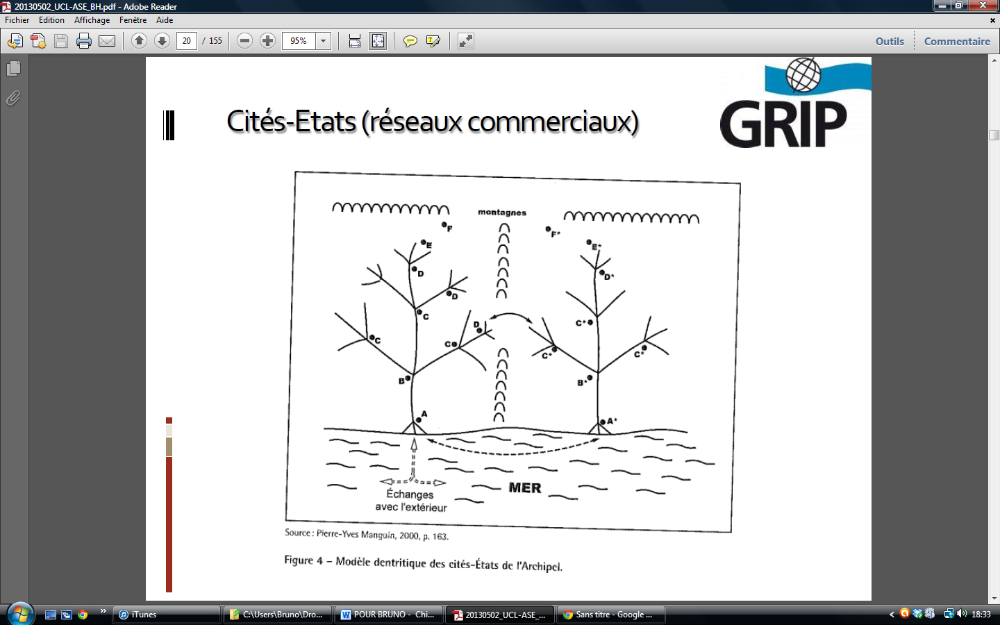 20130502_UCL-ASE_BH.pdf - Adobe Reader
Fichier Edition Affichage Fenêtre Aide
20 / 155 95% Outils Commentaire
GRIP
Cités-Etats (réseaux commerciaux)
montagnes
F
F*
E
E*
D
D*
D
C
C*
D
C
C
C*
C*
B
B*
A
A*
MER
Échanges
avec l'extérieur
Source : Pierre-Yves Manguin, 2000, p. 163.
Figure 4 – Modèle dentritique des cités-États de l'Archipel.
iTunes
C:\Users\Bruno\Dro...
POUR BRUNO - Chi...
20130502_UCL-ASE_...
Sans titre - Google ...
18:33